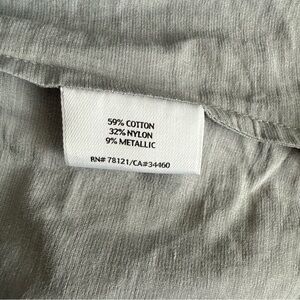 59% COTTON
32% NYLON
9% METALLIC
RN# 78121/CA#34460